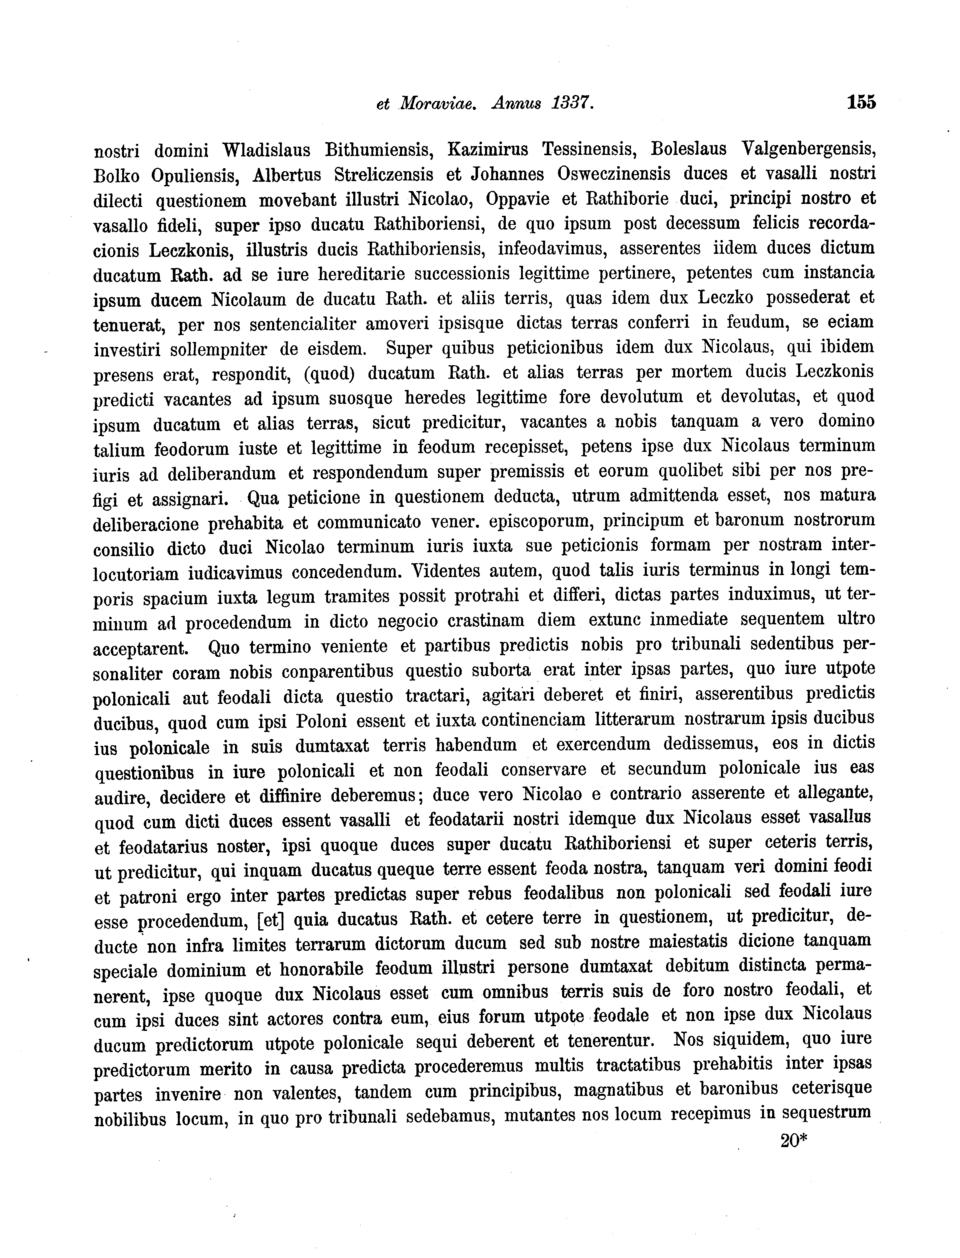 et Moraviae. Annus 1337. 155
nostri domini Wladislaus Bithumiensis, Kazimirus Tessinensis, Boleslaus Valgenbergensis,
Bolko Opuliensis, Albertus Streliczensis et Johannes Osweczinensis duces et vasalli nostri
dilecti questionem movebant illustri Nicolao, Oppavie et Rathiborie duci, principi nostro et
vasallo fideli, super ipso ducatu Rathiboriensi, de quo ipsum post decessum felicis recorda-
cionis Leczkonis, illustris ducis Rathiboriensis, infeodavimus, asserentes iidem duces dictum
ducatum Rath. ad se iure hereditarie successionis legittime pertinere, petentes cum instancia
ipsum ducem Nicolaum de ducatu Rath. et aliis terris, quas idem dux Leczko possederat et
tenuerat, per nos sentencialiter amoveri ipsisque dictas terras conferri in feudum, se eciam
investiri sollempniter de eisdem. Super quibus peticionibus idem dux Nicolaus, qui ibidem
presens erat, respondit, (quod) ducatum Rath. et alias terras per mortem ducis Leczkonis
predicti vacantes ad ipsum suosque heredes legittime fore devolutum et devolutas, et quod
ipsum ducatum et alias terras, sicut predicitur, vacantes a nobis tanquam a vero domino
talium feodorum iuste et legittime in feodum recepisset, petens ipse dux Nicolaus terminum
iuris ad deliberandum et respondendum super premissis et eorum quolibet sibi per nos pre-
figi et assignari. Qua peticione in questionem deducta, utrum admittenda esset, nos matura
deliberacione prehabita et communicato vener. episcoporum, principum et baronum nostrorum
consilio dicto duci Nicolao terminum iuris iuxta sue peticionis formam per nostram inter-
locutoriam iudicavimus concedendum. Videntes autem, quod talis iuris terminus in longi tem-
poris spacium iuxta legum tramites possit protrahi et differi, dictas partes induximus, ut ter-
minum ad procedendum in dicto negocio crastinam diem extunc inmediate sequentem ultro
acceptarent. Quo termino veniente et partibus predictis nobis pro tribunali sedentibus per-
sonaliter coram nobis conparentibus questio suborta erat inter ipsas partes, quo iure utpote
polonicali aut feodali dicta questio tractari, agitari deberet et finiri, asserentibus predictis
ducibus, quod cum ipsi Poloni essent et iuxta continenciam litterarum nostrarum ipsis ducibus
ius polonicale in suis dumtaxat terris habendum et exercendum dedissemus, eos in dictis
questionibus in iure polonicali et non feodali conservare et secundum polonicale ius eas
audire, decidere et diffinire deberemus; duce vero Nicolao e contrario asserente et allegante,
quod cum dicti duces essent vasalli et feodatarii nostri idemque dux Nicolaus esset vasallus
et feodatarius noster, ipsi quoque duces super ducatu Rathiboriensi et super ceteris terris,
ut predicitur, qui inquam ducatus queque terre essent feoda nostra, tanquam veri domini feodi
et patroni ergo inter partes predictas super rebus feodalibus non polonicali sed feodali iure
esse procedendum, [et] quia ducatus Rath. et cetere terre in questionem, ut predicitur, de-
ducte non infra limites terrarum dictorum ducum sed sub nostre maiestatis dicione tanquam
speciale dominium et honorabile feodum illustri persone dumtaxat debitum distincta perma-
nerent, ipse quoque dux Nicolaus esset cum omnibus terris suis de foro nostro feodali, et
cum ipsi duces sint actores contra eum, eius forum utpote feodale et non ipse dux Nicolaus
ducum predictorum utpote polonicale sequi deberent et tenerentur. Nos siquidem, quo iure
predictorum merito in causa predicta procederemus multis tractatibus prehabitis inter ipsas
partes invenire non valentes, tandem cum principibus, magnatibus et baronibus ceterisque
nobilibus locum, in quo pro tribunali sedebamus, mutantes nos locum recepimus in sequestrum
20*